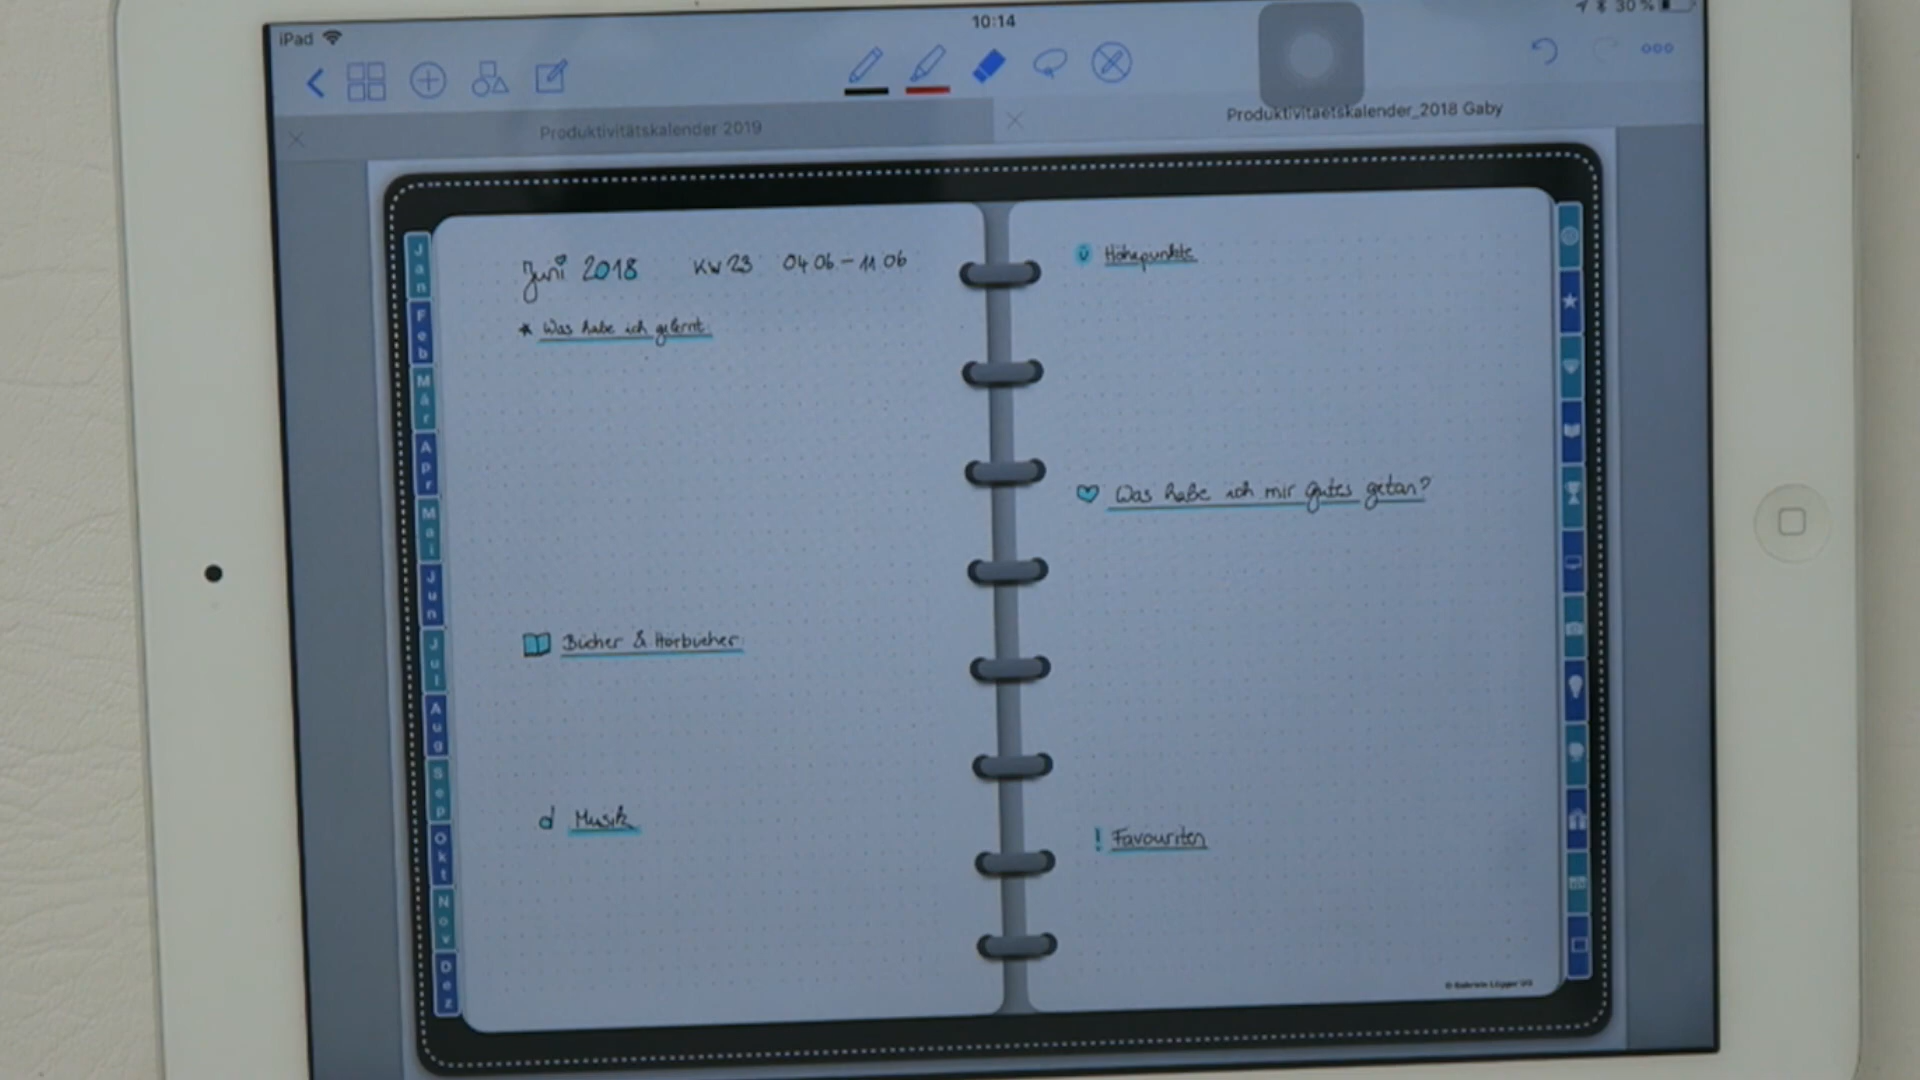 iPad 10:14 30 %
Produktivitätskalender 2019
Produktivitaetskalender_2018 Gaby
Juni 2018 KW 23 04 06 – 11 06
Was habe ich gelernt
Bücher & Hörbücher
d Musik
ü Höhepunkte
Was habe ich mir gutes getan?
! Favouriten
Jan
Feb
Mär
Apr
Mai
Jun
Jul
Aug
Sep
Okt
Nov
Dez